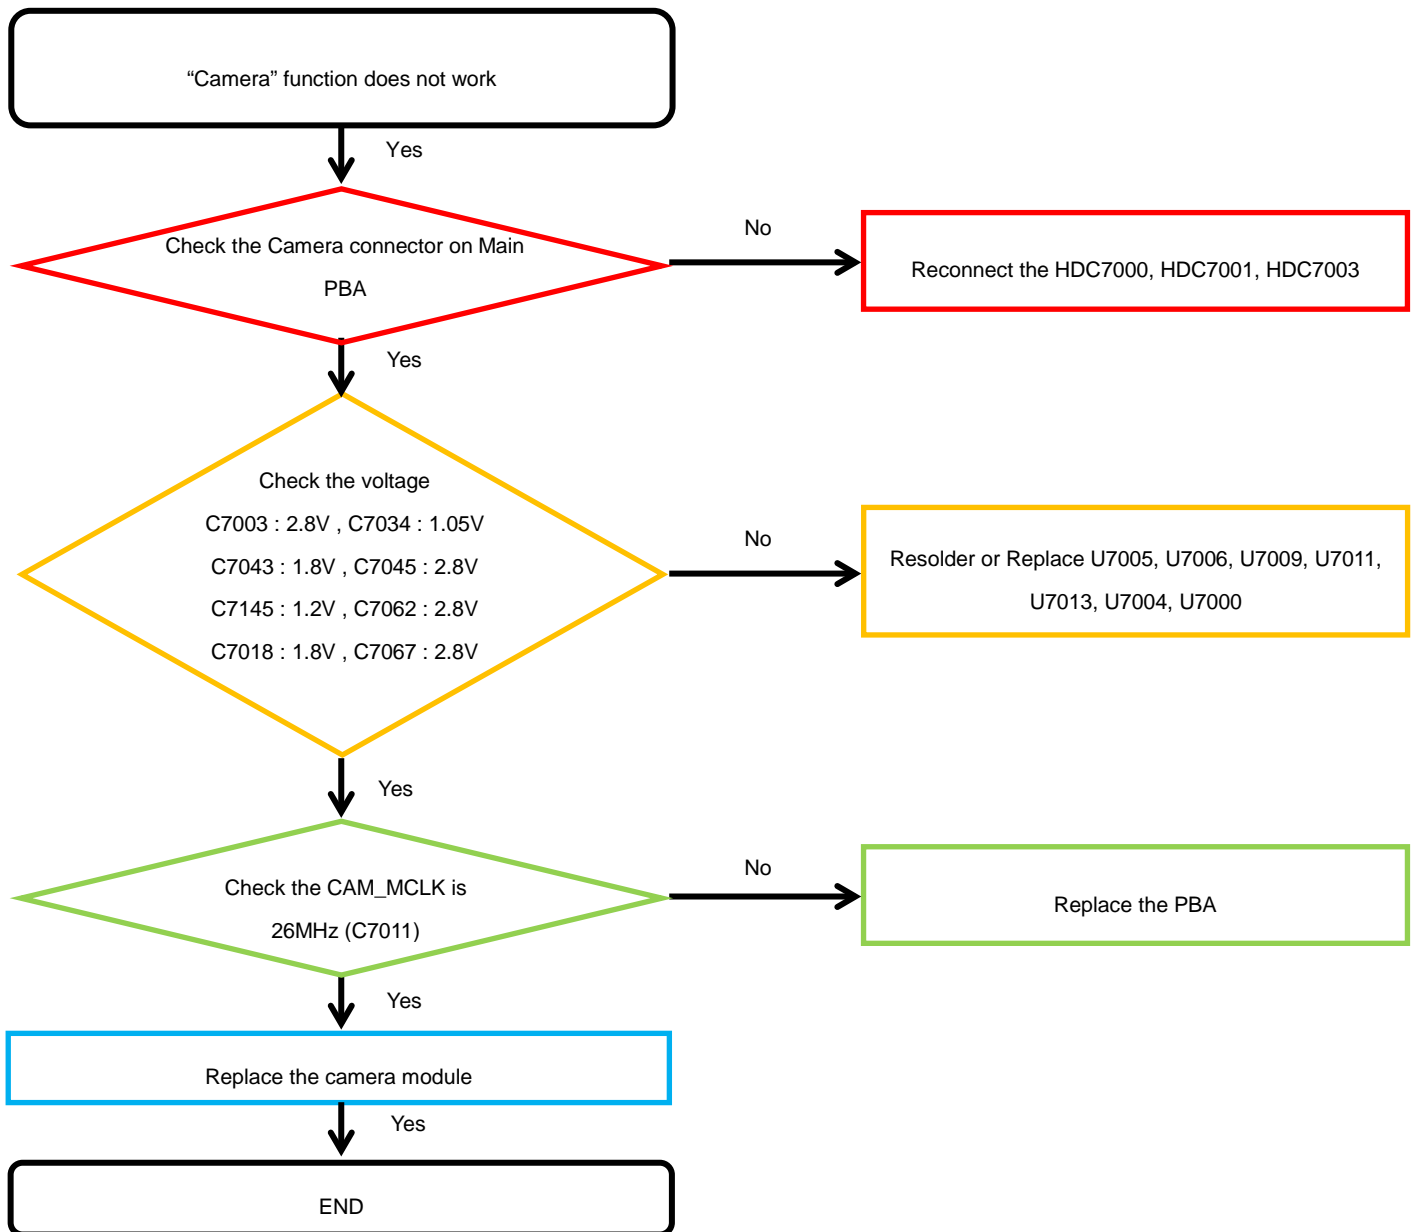 “Camera” function does not work
Yes
Check the Camera connector on Main
PBA
No
Reconnect the HDC7000, HDC7001, HDC7003
Yes
Check the voltage
C7003 : 2.8V , C7034 : 1.05V
C7043 : 1.8V , C7045 : 2.8V
C7145 : 1.2V , C7062 : 2.8V
C7018 : 1.8V , C7067 : 2.8V
No
Resolder or Replace U7005, U7006, U7009, U7011,
U7013, U7004, U7000
Yes
Check the CAM_MCLK is
26MHz (C7011)
No
Replace the PBA
Yes
Replace the camera module
Yes
END